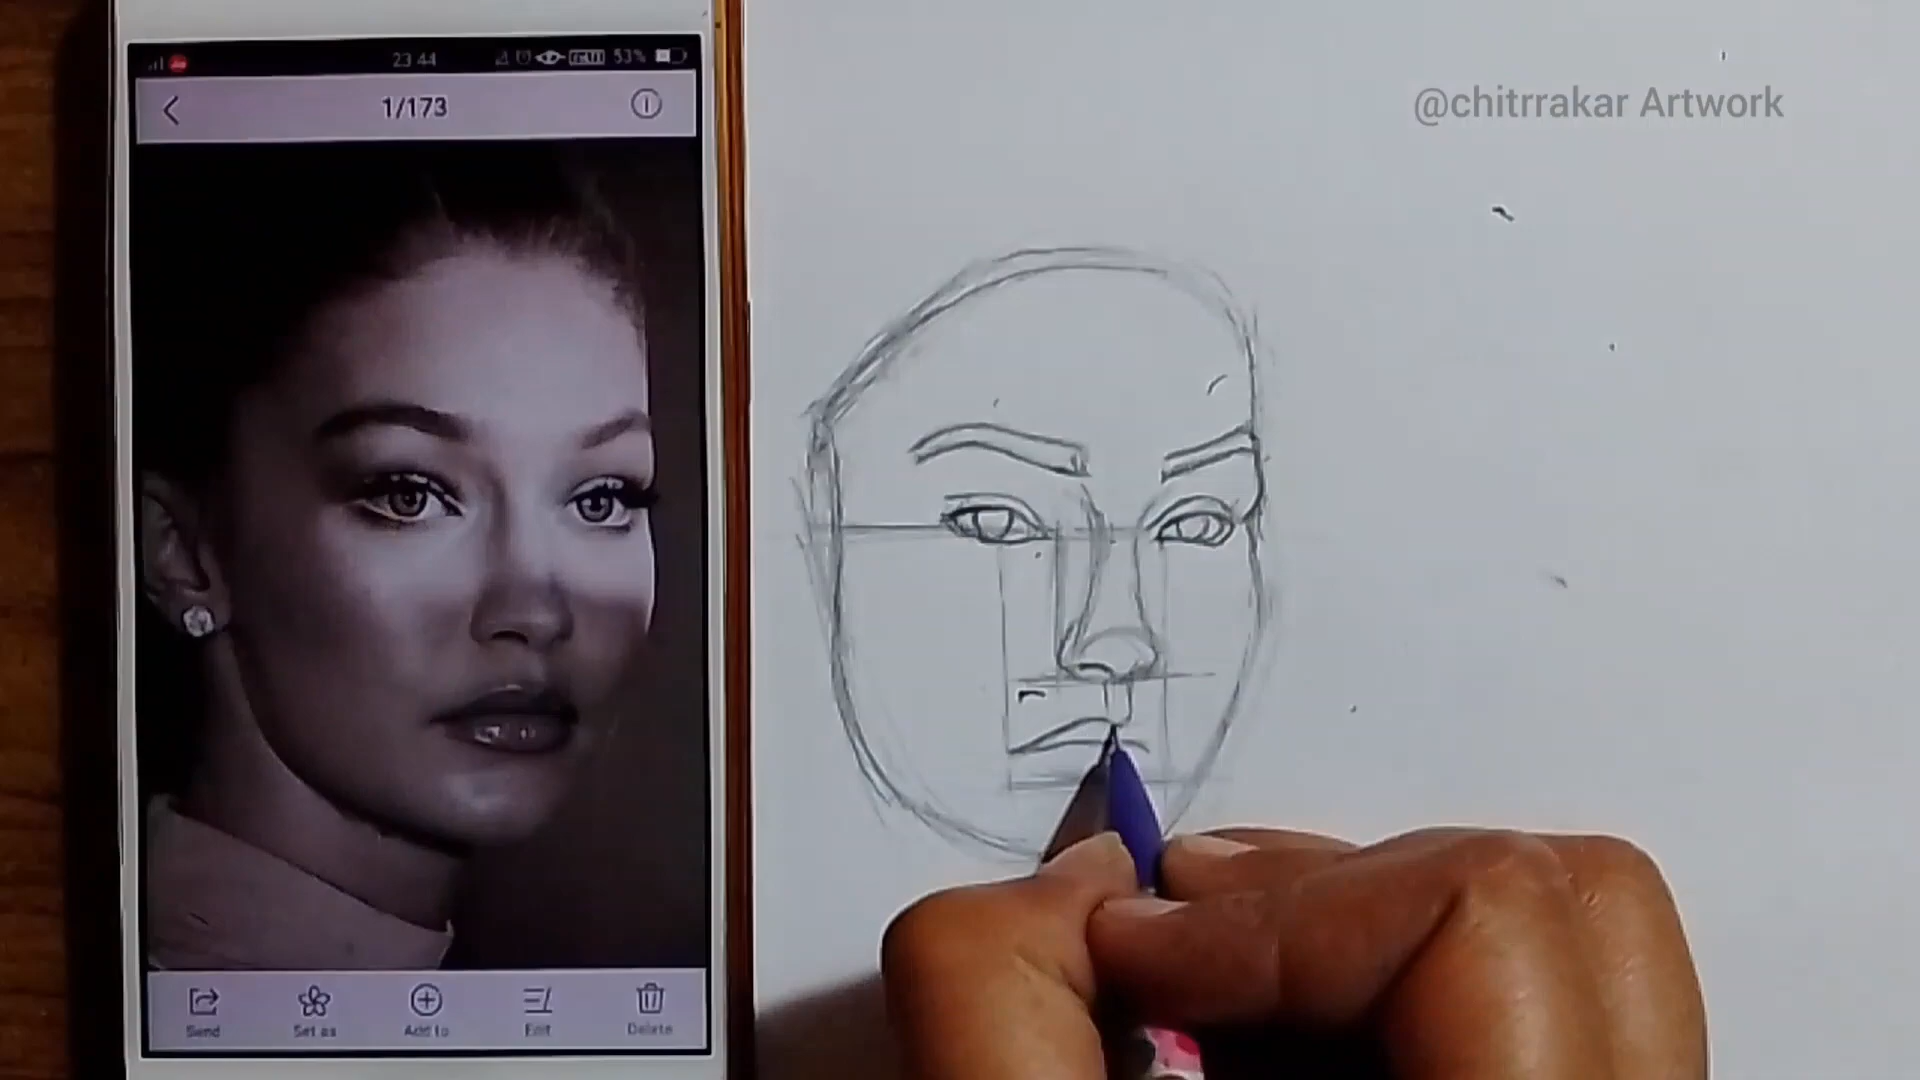 23 44
53%
1/173
@chitrrakar Artwork
Send
Set as
Add to
Edit
Delete